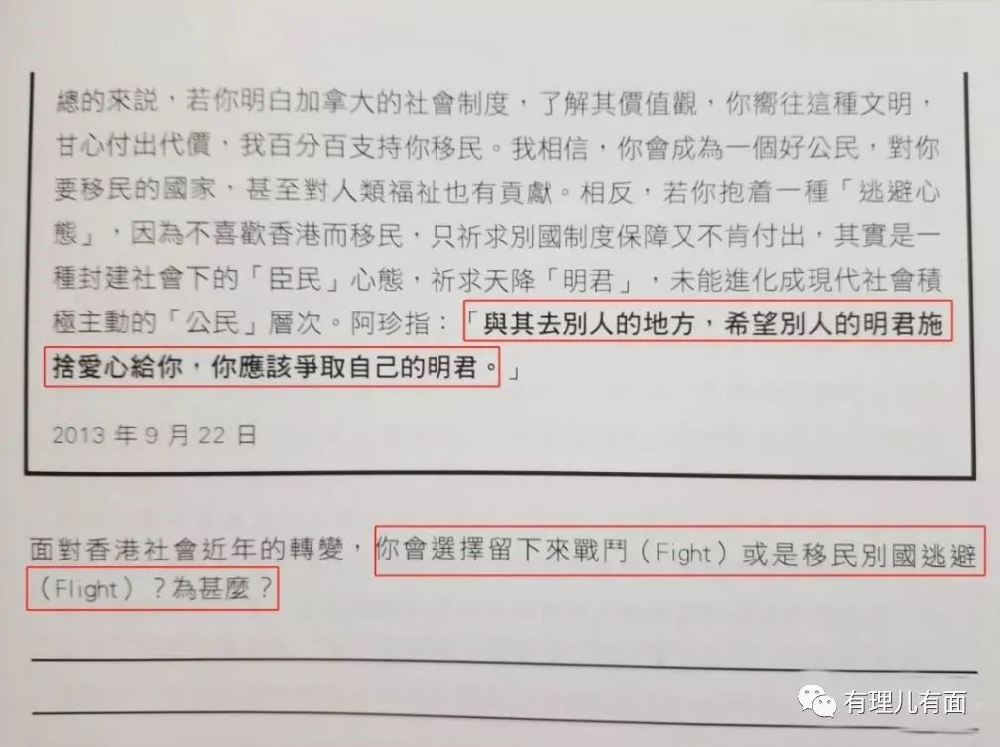 總的來説，若你明白加拿大的社會制度，了解其價值觀，你嚮往這種文明，
甘心付出代價，我百分百支持你移民。我相信，你會成為一個好公民，對你
要移民的國家，甚至對人類福祉也有貢獻。相反，若你抱着一種「逃避心
態」，因為不喜歡香港而移民，只祈求別國制度保障又不肯付出，其實是一
種封建社會下的「臣民」心態，祈求天降「明君」，未能進化成現代社會積
極主動的「公民」層次。阿珍指：「與其去別人的地方，希望別人的明君施
捨愛心給你，你應該爭取自己的明君。」
2013 年 9 月 22 日
面對香港社會近年的轉變，你會選擇留下來戰鬥（Fight）或是移民別國逃避
（Flight）？為甚麼？
有理儿有面